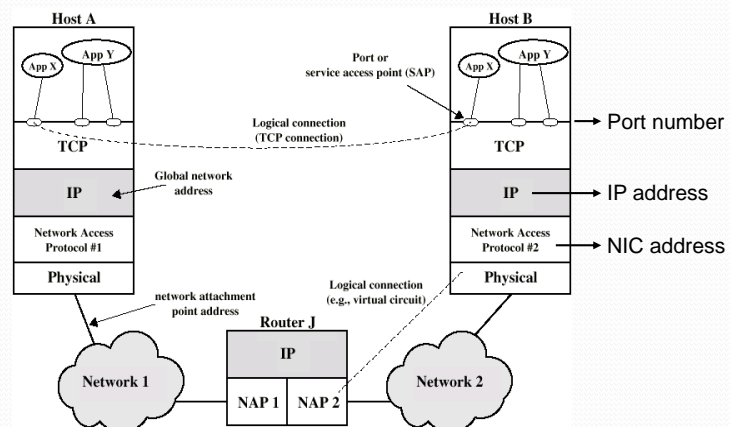 Host A
Host B
App X
App Y
Port or
service access point (SAP)
App X
App Y
Logical connection
(TCP connection)
Port number
TCP
TCP
Global network
address
IP
IP
IP address
Network Access
Protocol #1
Network Access
Protocol #2
NIC address
Physical
Physical
Logical connection
(e.g., virtual circuit)
network attachment
point address
Router J
IP
Network 1
NAP 1
NAP 2
Network 2